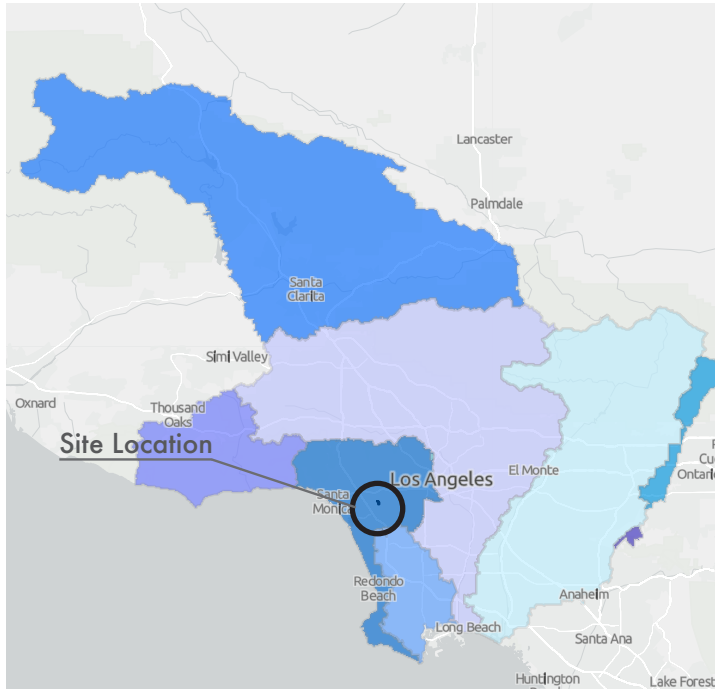 Lancaster
Palmdale
Santa
Clarita
Simi Valley
Oxnard
Thousand
Oaks
Site Location
Los Angeles
El Monte
Ontario
Santa
Monica
Redondo
Beach
Anaheim
Long Beach
Santa Ana
Huntington
Lake Forest